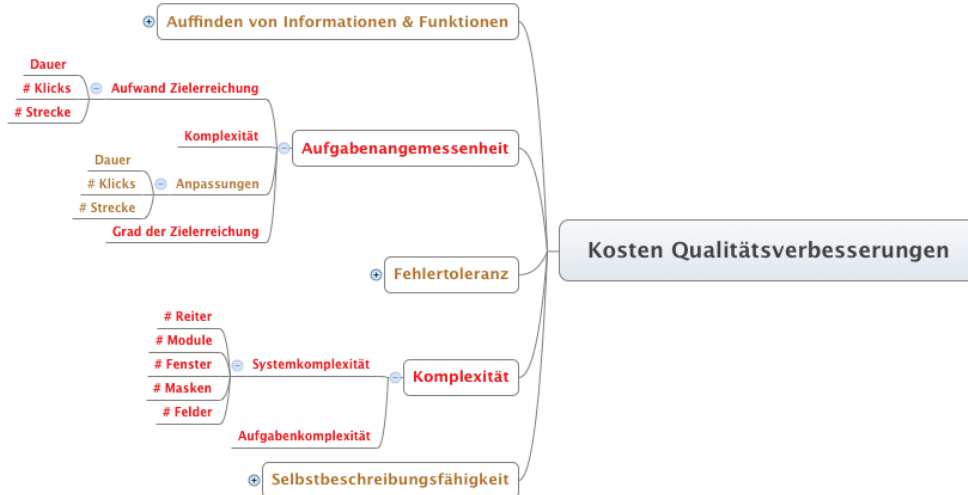 Auffinden von Informationen & Funktionen
Dauer
# Klicks
# Strecke
Aufwand Zielerreichung
Komplexität
Dauer
# Klicks
# Strecke
Anpassungen
Grad der Zielerreichung
Aufgabenangemessenheit
Kosten Qualitätsverbesserungen
Fehlertoleranz
# Reiter
# Module
# Fenster
# Masken
# Felder
Systemkomplexität
Aufgabenkomplexität
Komplexität
Selbstbeschreibungsfähigkeit